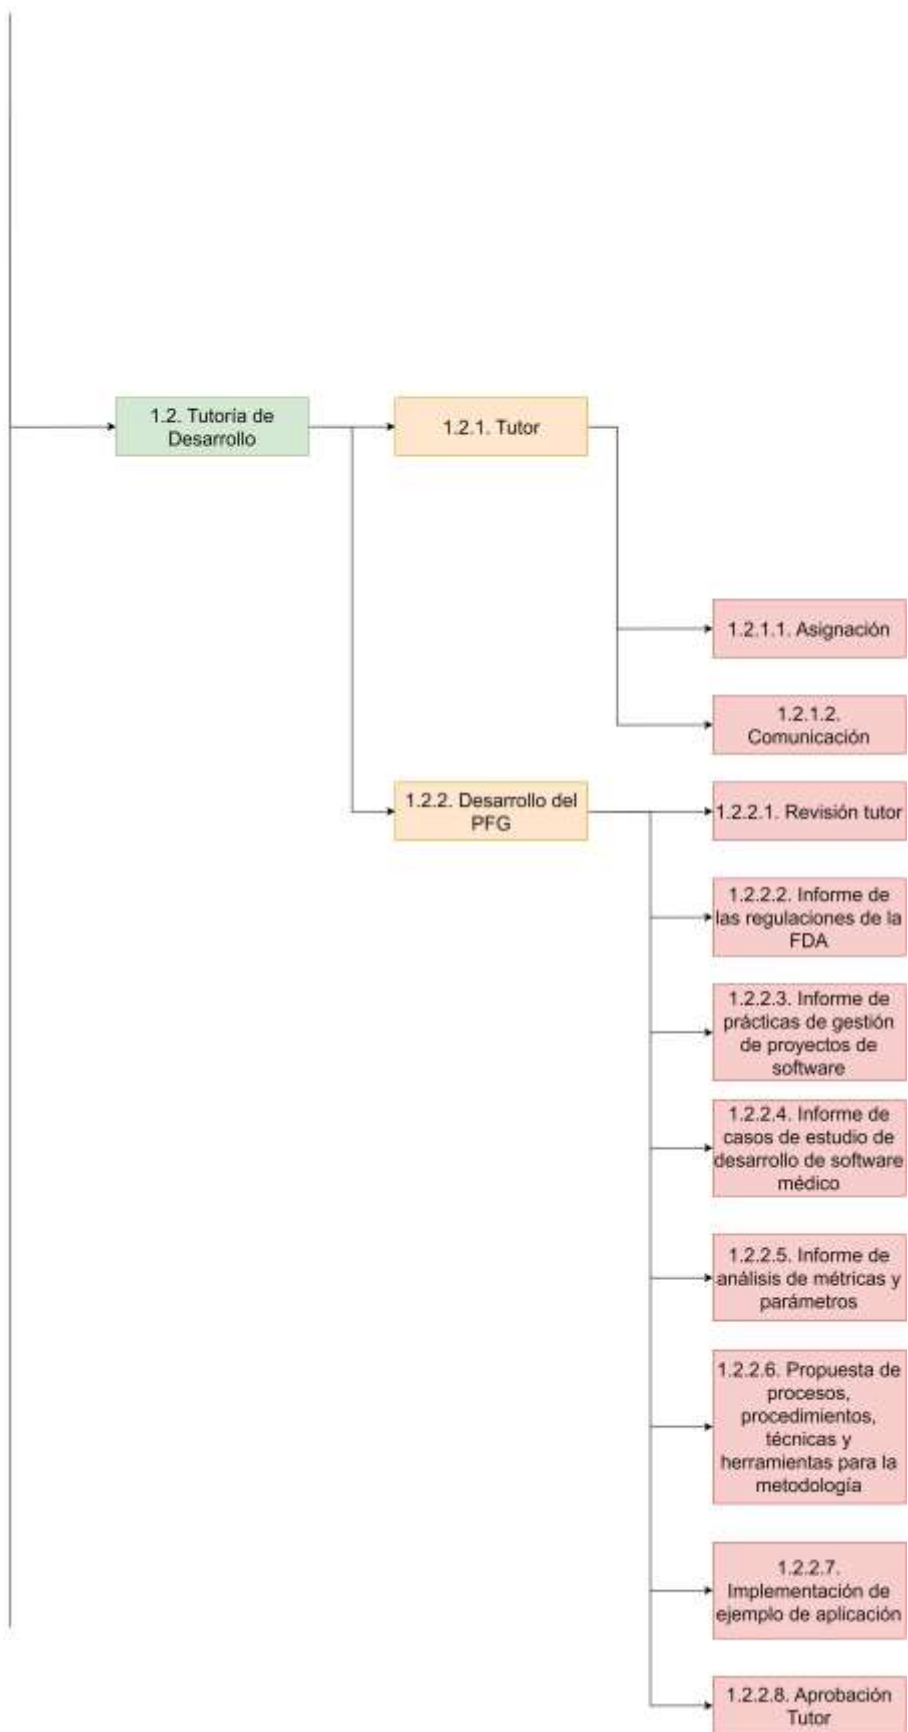 1.2. Tutoría de
Desarrollo
1.2.1. Tutor
1.2.1.1. Asignación
1.2.1.2.
Comunicación
1.2.2. Desarrollo del
PFG
1.2.2.1. Revisión tutor
1.2.2.2. Informe de
las regulaciones de la
FDA
1.2.2.3. Informe de
prácticas de gestión
de proyectos de
software
1.2.2.4. Informe de
casos de estudio de
desarrollo de software
médico
1.2.2.5. Informe de
análisis de métricas y
parámetros
1.2.2.6. Propuesta de
procesos,
procedimientos,
técnicas y
herramientas para la
metodología
1.2.2.7.
Implementación de
ejemplo de aplicación
1.2.2.8. Aprobación
Tutor